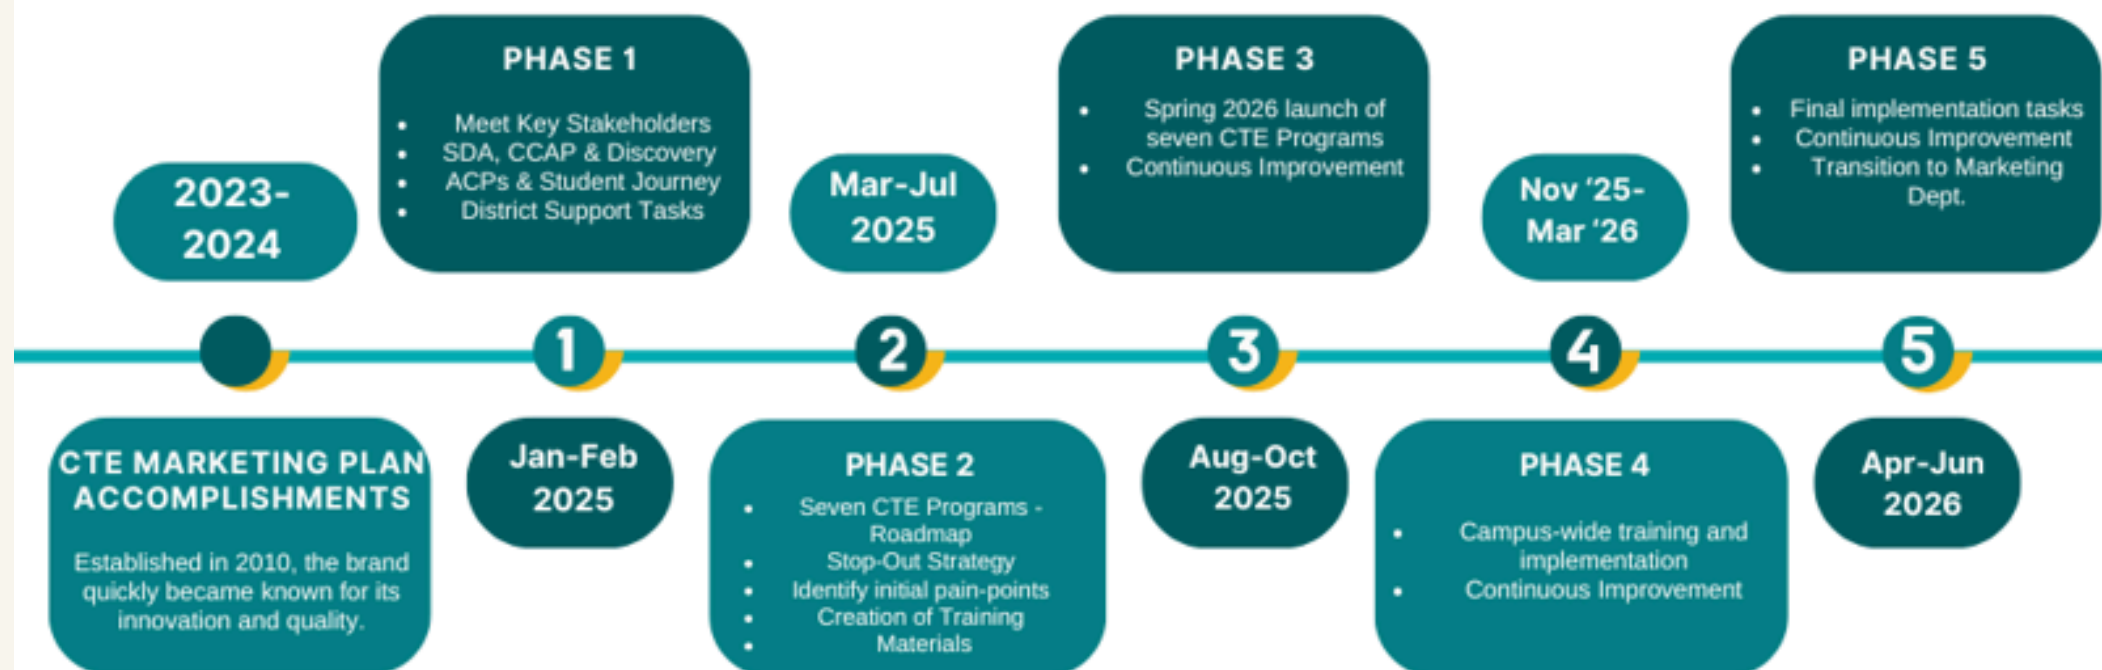 2023-
2024
CTE MARKETING PLAN
ACCOMPLISHMENTS
Established in 2010, the brand
quickly became known for its
innovation and quality.
PHASE 1
• Meet Key Stakeholders
• SDA, CCAP & Discovery
• ACPs & Student Journey
• District Support Tasks
1
Jan-Feb
2025
Mar-Jul
2025
2
PHASE 2
• Seven CTE Programs -
Roadmap
• Stop-Out Strategy
• Identify initial pain-points
• Creation of Training
• Materials
PHASE 3
• Spring 2026 launch of
seven CTE Programs
• Continuous Improvement
3
Aug-Oct
2025
Nov ‘25-
Mar ‘26
4
PHASE 4
• Campus-wide training and
implementation
• Continuous Improvement
PHASE 5
• Final implementation tasks
• Continuous Improvement
• Transition to Marketing
Dept.
5
Apr-Jun
2026